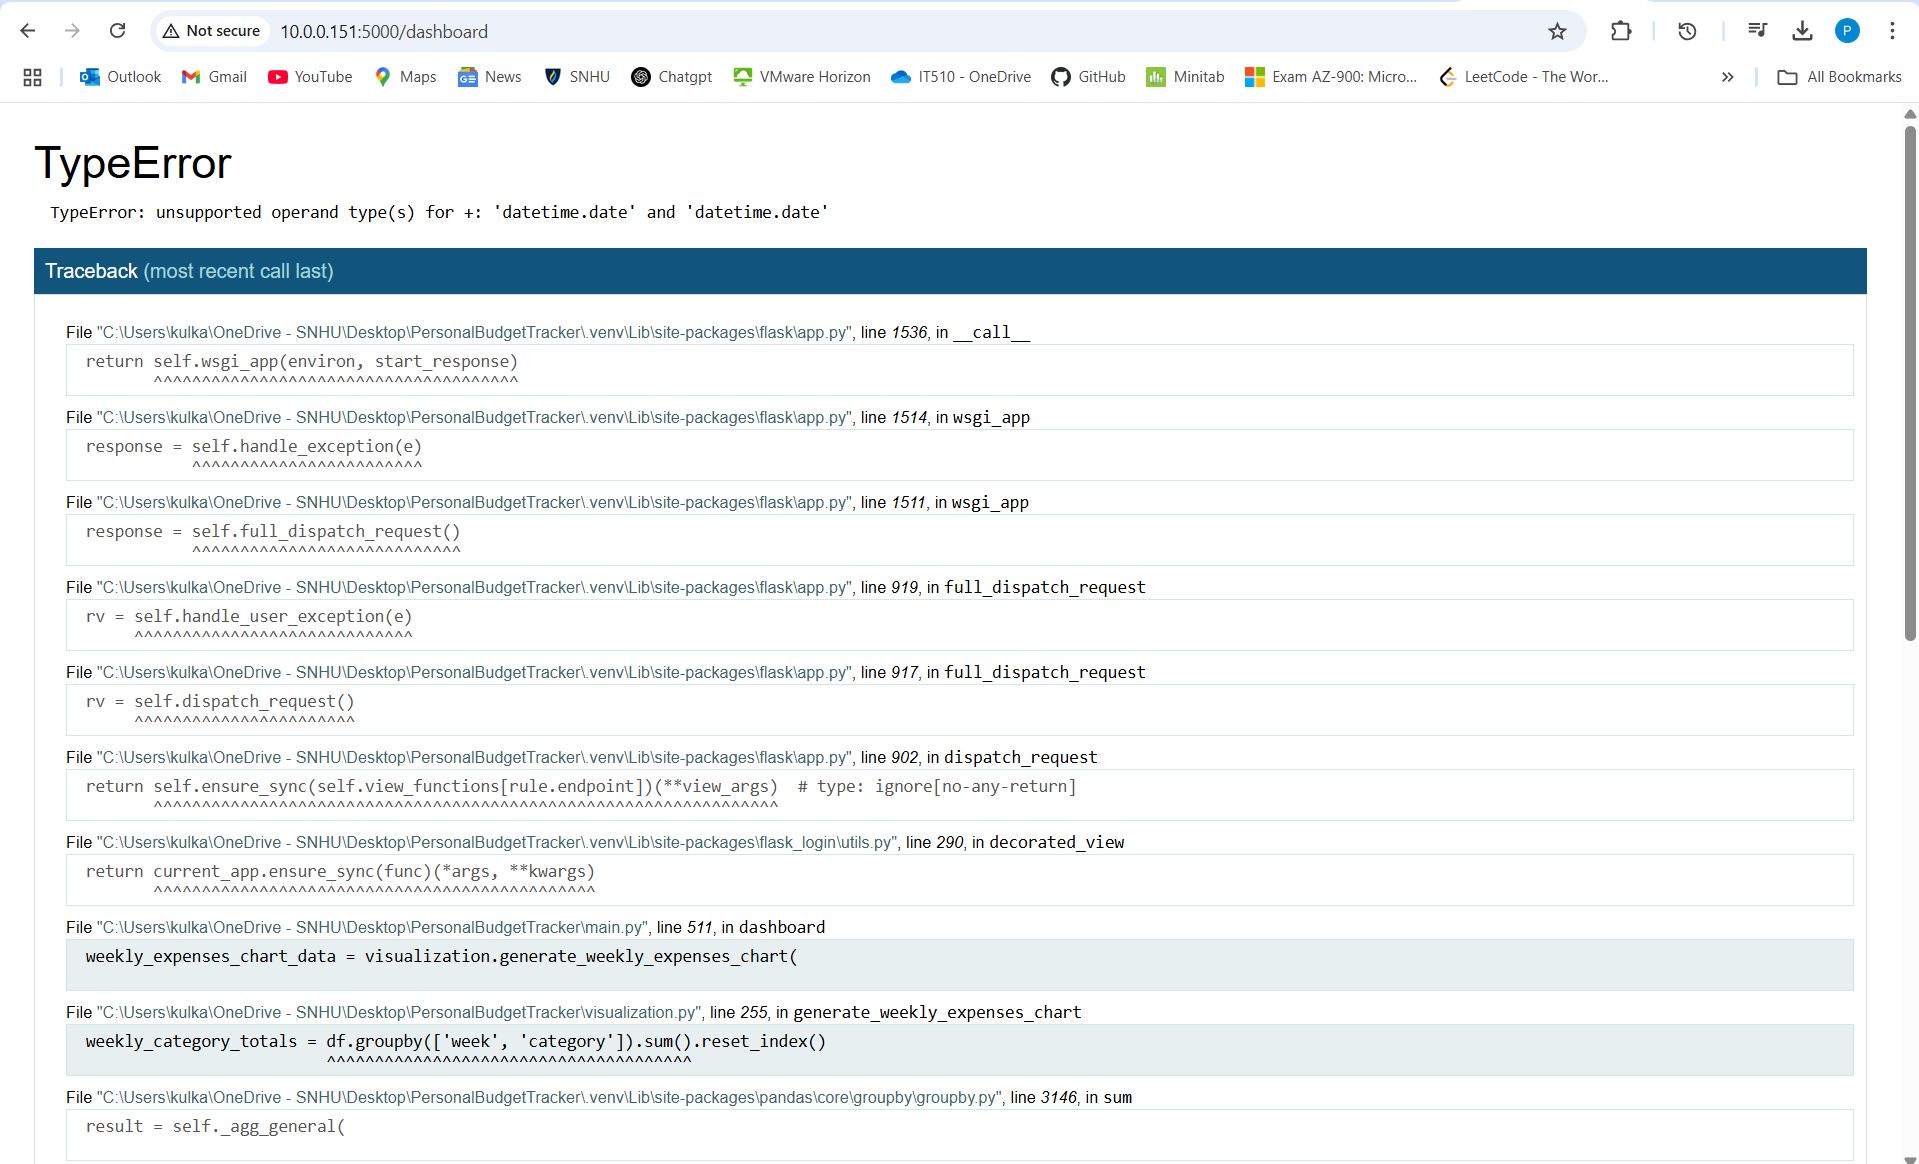 Not secure 10.0.0.151:5000/dashboard P
Outlook Gmail YouTube Maps News SNHU Chatgpt VMware Horizon IT510 - OneDrive GitHub Minitab Exam AZ-900: Micro... LeetCode - The Wor... » All Bookmarks
TypeError
TypeError: unsupported operand type(s) for +: 'datetime.date' and 'datetime.date'
Traceback (most recent call last)
File "C:\Users\kulka\OneDrive - SNHU\Desktop\PersonalBudgetTracker\.venv\Lib\site-packages\flask\app.py", line 1536, in __call__
return self.wsgi_app(environ, start_response)
^^^^^^^^^^^^^^^^^^^^^^^^^^^^^^^^^^^^^^
File "C:\Users\kulka\OneDrive - SNHU\Desktop\PersonalBudgetTracker\.venv\Lib\site-packages\flask\app.py", line 1514, in wsgi_app
response = self.handle_exception(e)
^^^^^^^^^^^^^^^^^^^^^^^^
File "C:\Users\kulka\OneDrive - SNHU\Desktop\PersonalBudgetTracker\.venv\Lib\site-packages\flask\app.py", line 1511, in wsgi_app
response = self.full_dispatch_request()
^^^^^^^^^^^^^^^^^^^^^^^^^^^^
File "C:\Users\kulka\OneDrive - SNHU\Desktop\PersonalBudgetTracker\.venv\Lib\site-packages\flask\app.py", line 919, in full_dispatch_request
rv = self.handle_user_exception(e)
^^^^^^^^^^^^^^^^^^^^^^^^^^^^^
File "C:\Users\kulka\OneDrive - SNHU\Desktop\PersonalBudgetTracker\.venv\Lib\site-packages\flask\app.py", line 917, in full_dispatch_request
rv = self.dispatch_request()
^^^^^^^^^^^^^^^^^^^^^^^
File "C:\Users\kulka\OneDrive - SNHU\Desktop\PersonalBudgetTracker\.venv\Lib\site-packages\flask\app.py", line 902, in dispatch_request
return self.ensure_sync(self.view_functions[rule.endpoint])(**view_args)  # type: ignore[no-any-return]
^^^^^^^^^^^^^^^^^^^^^^^^^^^^^^^^^^^^^^^^^^^^^^^^^^^^^^^^^^^^^^^^^
File "C:\Users\kulka\OneDrive - SNHU\Desktop\PersonalBudgetTracker\.venv\Lib\site-packages\flask_login\utils.py", line 290, in decorated_view
return current_app.ensure_sync(func)(*args, **kwargs)
^^^^^^^^^^^^^^^^^^^^^^^^^^^^^^^^^^^^^^^^^^^^^^
File "C:\Users\kulka\OneDrive - SNHU\Desktop\PersonalBudgetTracker\main.py", line 511, in dashboard
weekly_expenses_chart_data = visualization.generate_weekly_expenses_chart(
File "C:\Users\kulka\OneDrive - SNHU\Desktop\PersonalBudgetTracker\visualization.py", line 255, in generate_weekly_expenses_chart
weekly_category_totals = df.groupby(['week', 'category']).sum().reset_index()
^^^^^^^^^^^^^^^^^^^^^^^^^^^^^^^^^^^^^^
File "C:\Users\kulka\OneDrive - SNHU\Desktop\PersonalBudgetTracker\.venv\Lib\site-packages\pandas\core\groupby\groupby.py", line 3146, in sum
result = self._agg_general(